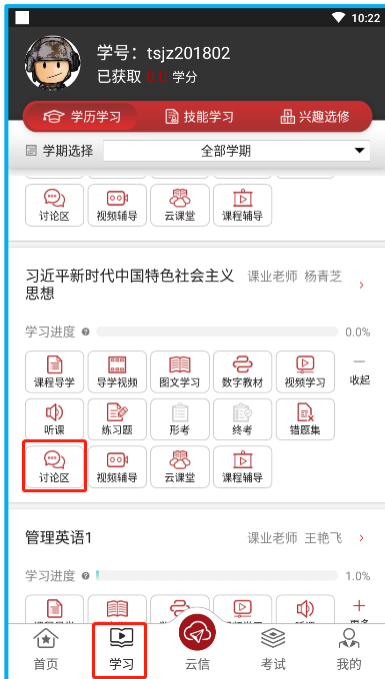 10:22
学号：tsjz201802
已获取 0.0 学分
学历学习 技能学习 兴趣选修
学期选择 全部学期
讨论区 视频辅导 云课堂 课程辅导
习近平新时代中国特色社会主义 课业老师 杨青芝
思想
学习进度 0.0%
课程导学 导学视频 图文学习 数字教材 视频学习 收起
听课 练习题 形考 终考 错题集
讨论区 视频辅导 云课堂 课程辅导
管理英语1 课业老师 王艳飞
学习进度 1.0%
首页 学习 云信 考试 我的